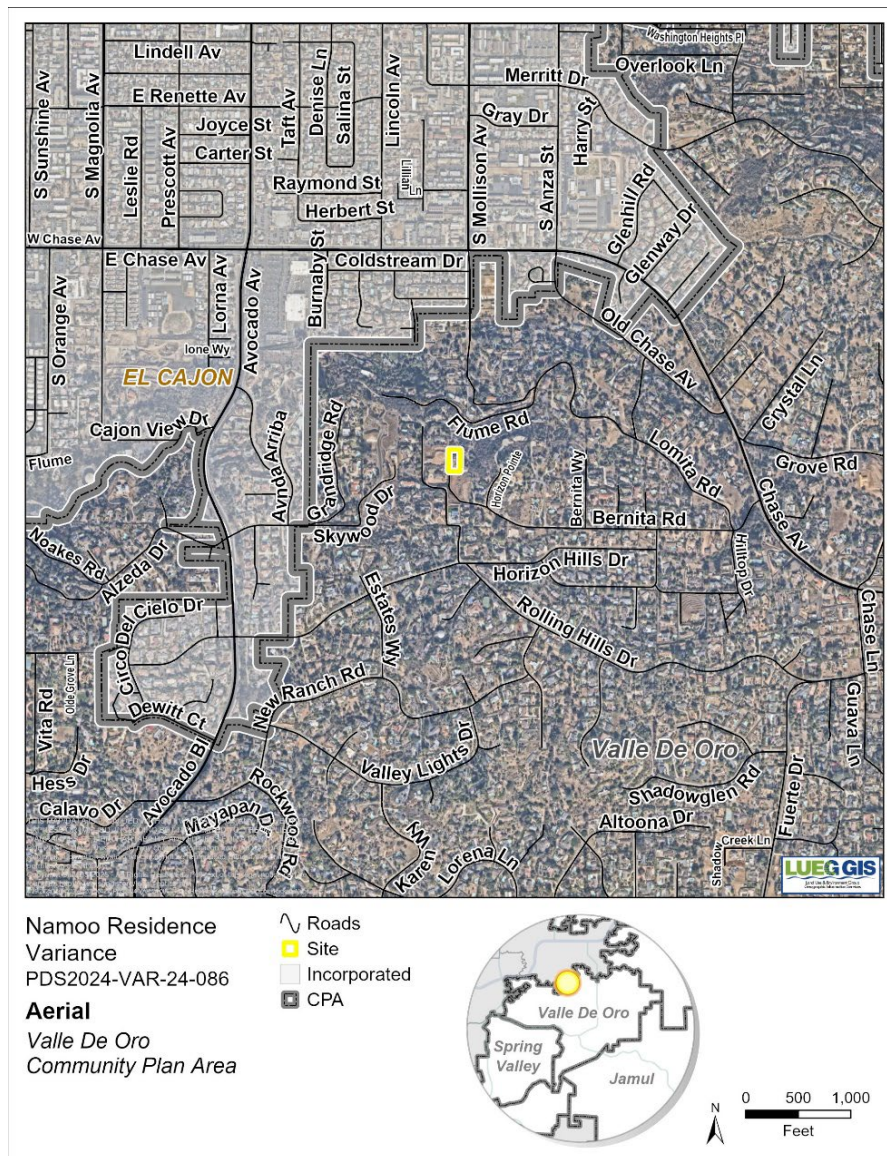 Washington Heights Pl
Overlook Ln
Lindell Av
Merritt Dr
E Renette Av
Gray Dr
Joyce St
Carter St
Raymond St
Herbert St
S Sunshine Av
S Magnolia Av
Leslie Rd
Prescott Av
Taft Av
Denise Ln
Salina St
Lincoln Av
Lillian Ln
S Mollison Av
S Anza St
Harry St
Glenhill Rd
Glenway Dr
W Chase Av
E Chase Av
Coldstream Dr
Burnaby St
S Orange Av
Lorna Av
Avocado Av
Ione Wy
EL CAJON
Old Chase Av
Crystal Ln
Cajon View Dr
Flume
Flume Rd
Avnda Arriba
Grandridge Rd
Horizon Pointe
Lomita Rd
Grove Rd
Bernita Wy
Bernita Rd
Chase Av
Skywood Dr
Noakes Rd
Alzeda Dr
Horizon Hills Dr
Hilltop Dr
Estates Wy
Rolling Hills Dr
Chase Ln
Circo Del Cielo Dr
Olde Grove Ln
Vita Rd
Dewitt Ct
New Ranch Rd
Guava Ln
Valle De Oro
Valley Lights Dr
Hess Dr
Avocado Bl
Calavo Dr
Mayapan Dr
Rockwood Rd
Shadowglen Rd
Fuerte Dr
Altoona Dr
Karen Wy
Lorena Ln
Shadow Creek Ln
LUEG GIS
Namoo Residence
Variance
PDS2024-VAR-24-086
Aerial
Valle De Oro
Community Plan Area
Roads
Site
Incorporated
CPA
Valle De Oro
Spring
Valley
Jamul
N
0 500 1,000
Feet